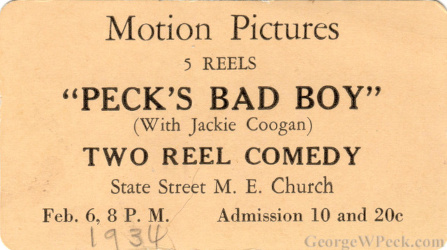 Motion Pictures
5 REELS
“PECK'S BAD BOY”
(With Jackie Coogan)
TWO REEL COMEDY
State Street M. E. Church
Feb. 6, 8 P. M. Admission 10 and 20c
1934
GeorgeWPeck.com